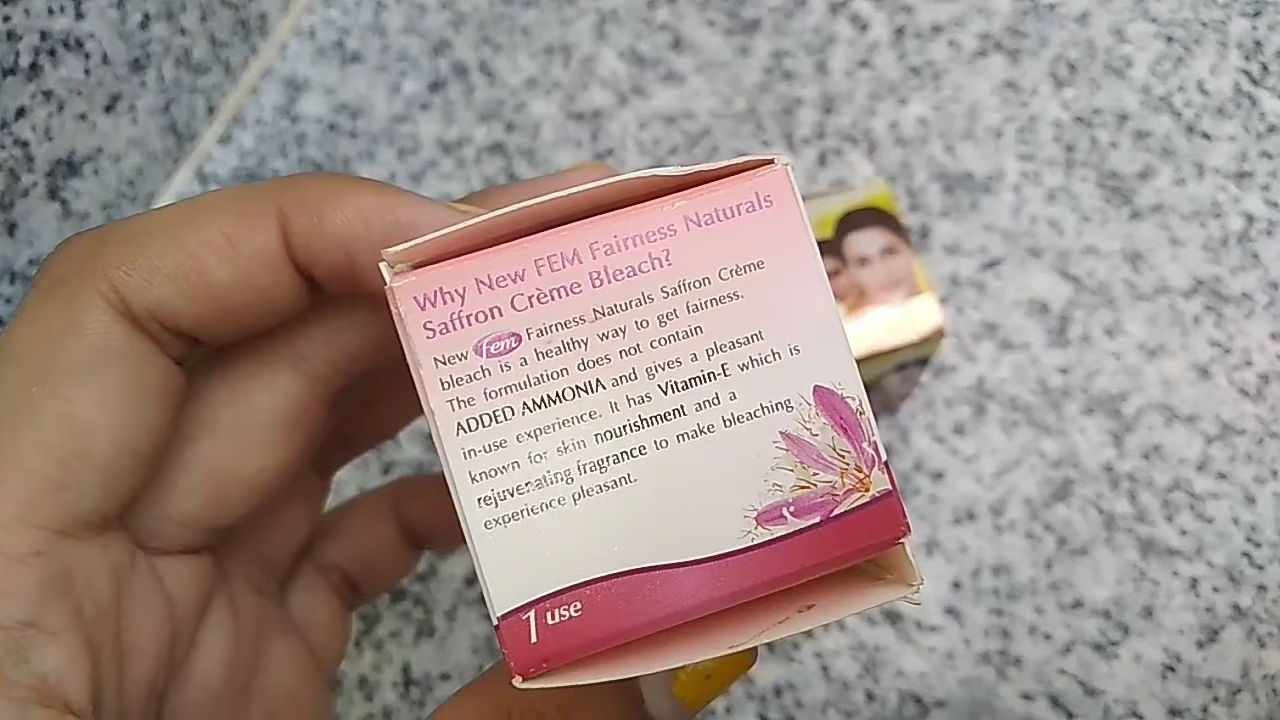 Why New FEM Fairness Naturals
Saffron Crème Bleach?
New fem Fairness Naturals Saffron Crème
bleach is a healthy way to get fairness.
The formulation does not contain
ADDED AMMONIA and gives a pleasant
in-use experience. It has Vitamin-E which is
known for skin nourishment and a
rejuvenating fragrance to make bleaching
experience pleasant.
1 use